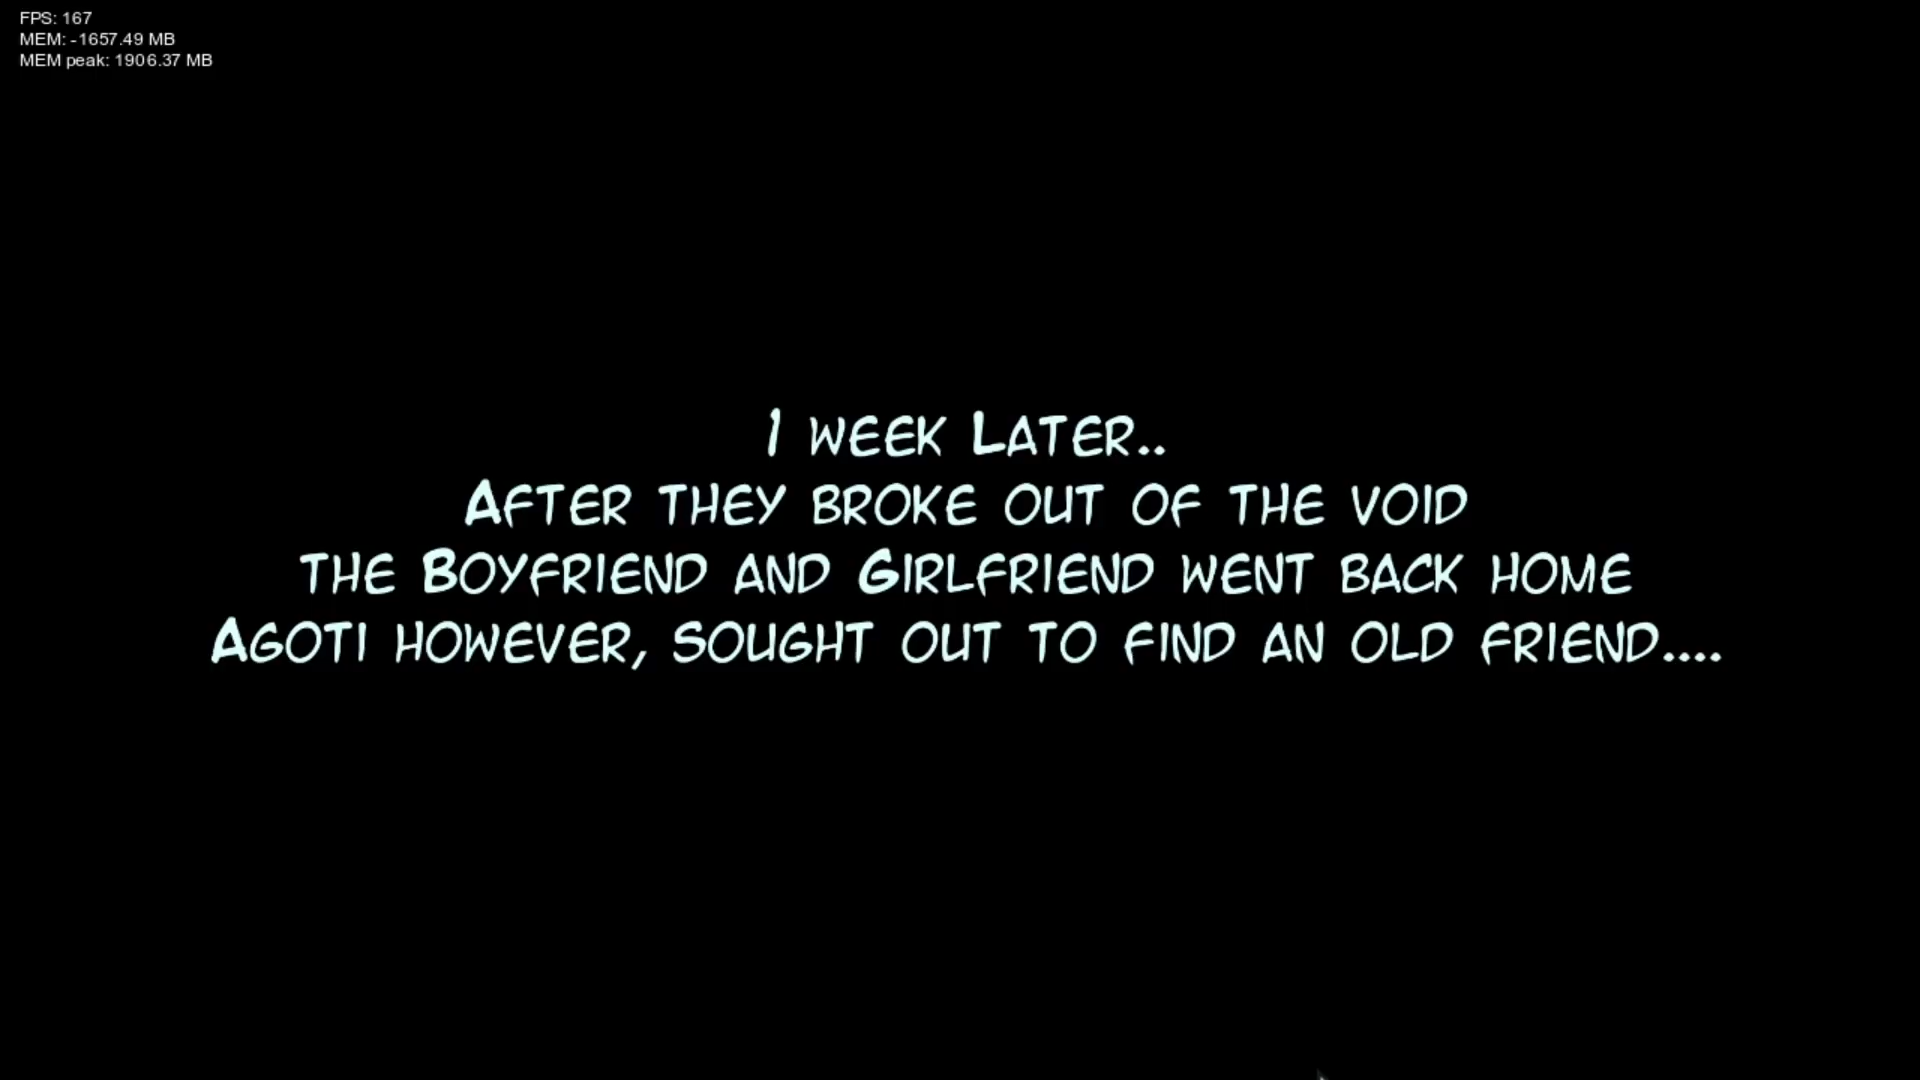 FPS: 167
MEM: -1657.49 MB
MEM peak: 1906.37 MB
1 week Later..
After they broke out of the void
the Boyfriend and Girlfriend went back home
Agoti however, sought out to find an old friend....